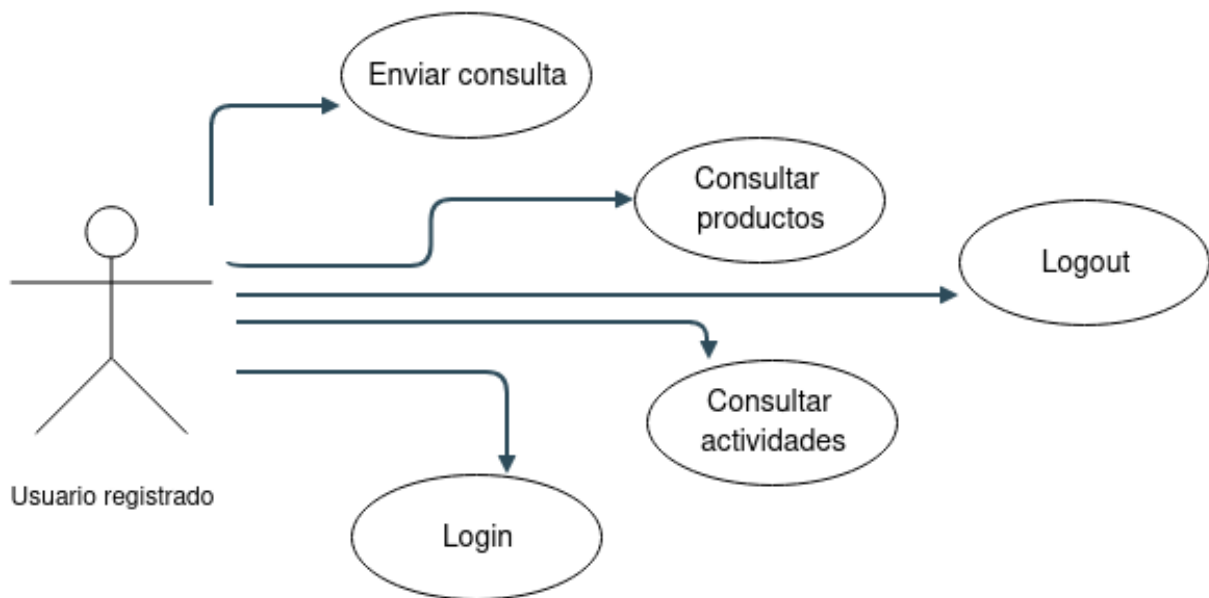 Enviar consulta
Consultar
productos
Logout
Consultar
actividades
Usuario registrado
Login